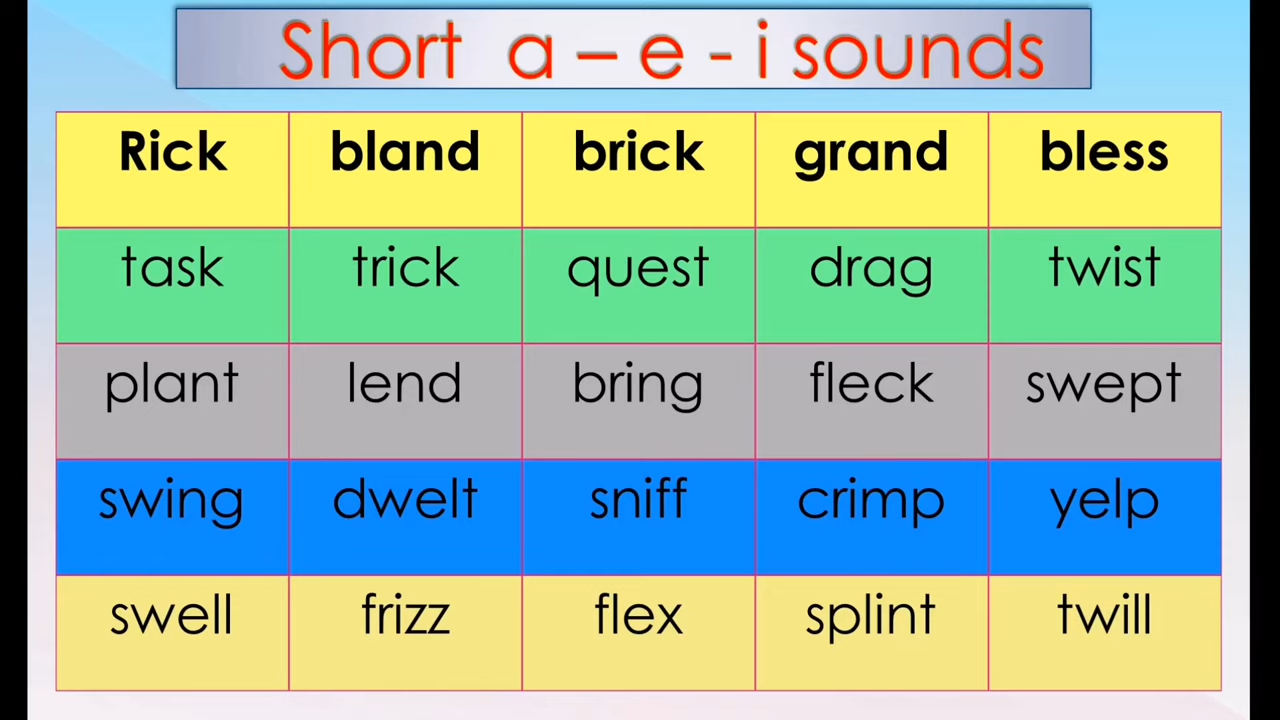 Short a – e - i sounds
Rick bland brick grand bless
task trick quest drag twist
plant lend bring fleck swept
swing dwelt sniff crimp yelp
swell frizz flex splint twill